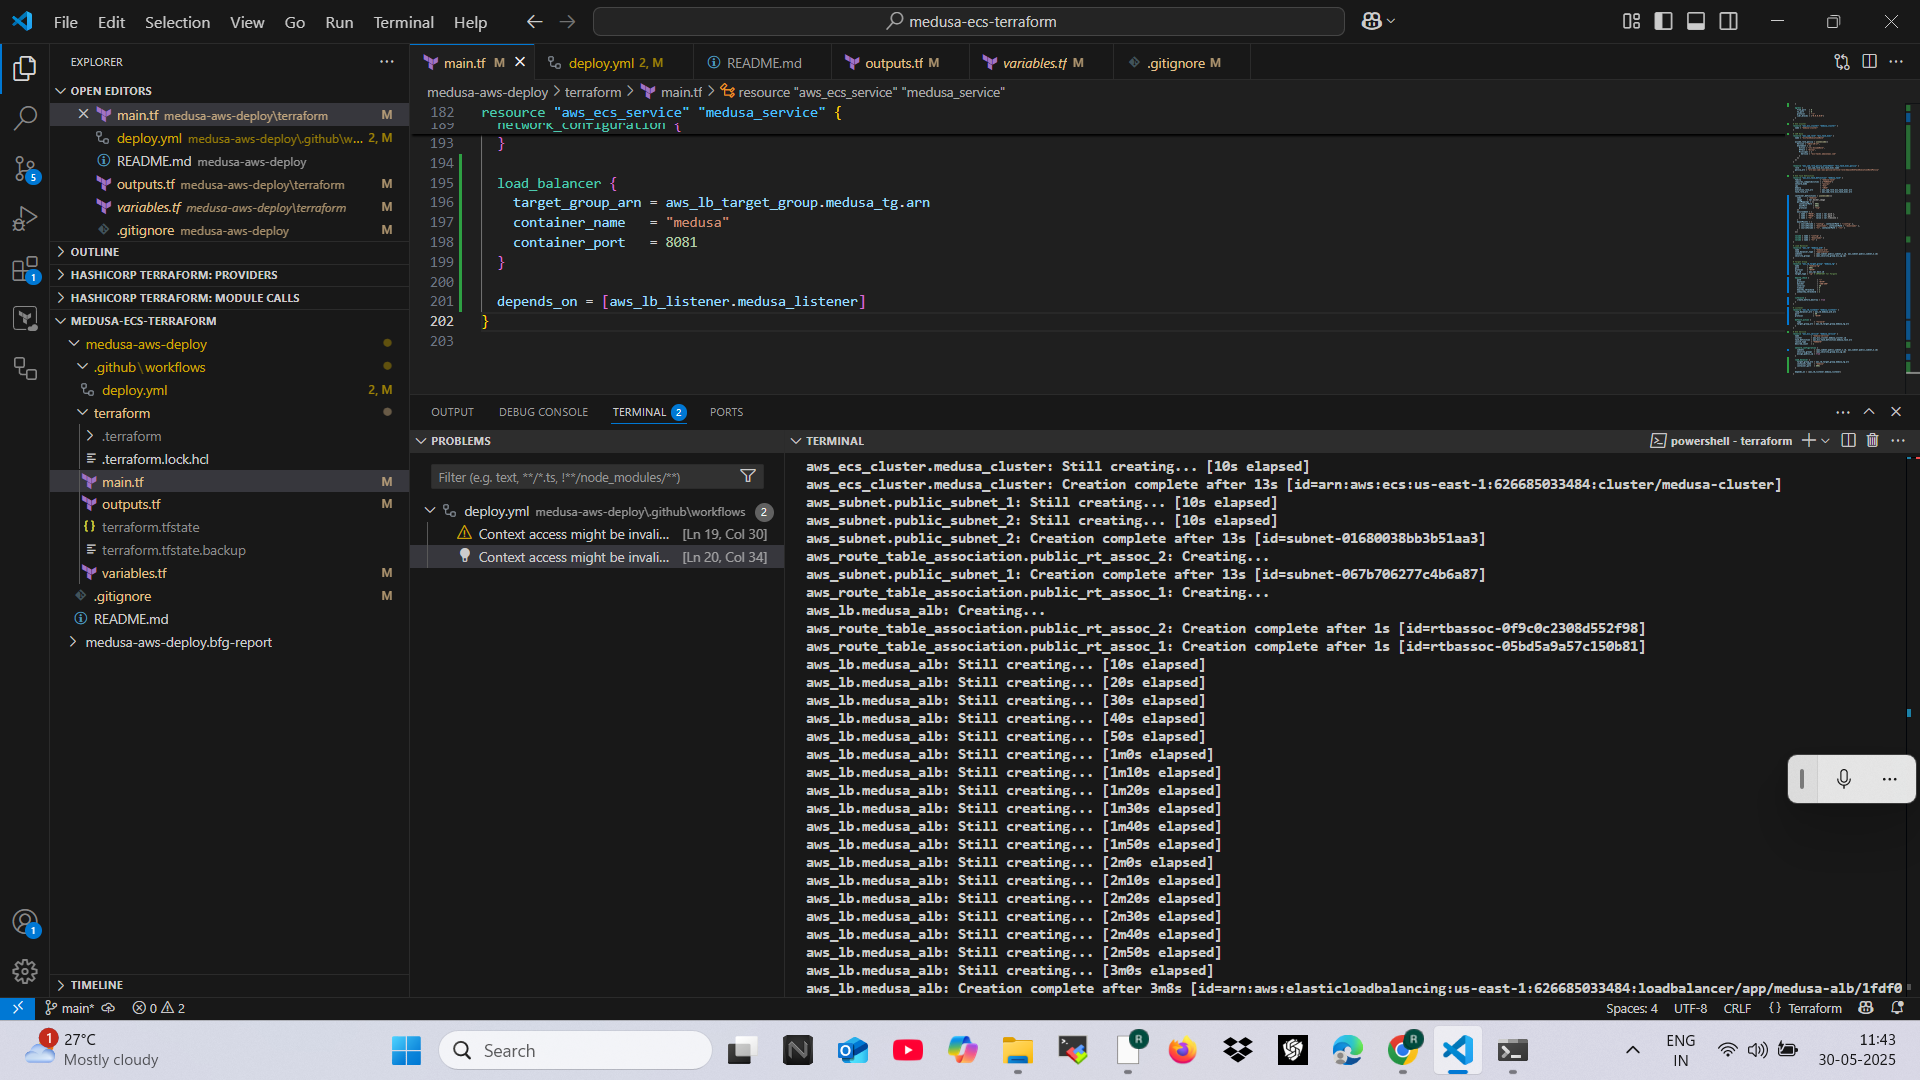 File Edit Selection View Go Run Terminal Help
medusa-ecs-terraform
EXPLORER
OPEN EDITORS
main.tf medusa-aws-deploy\terraform M
deploy.yml medusa-aws-deploy\.github\w... 2, M
README.md medusa-aws-deploy
outputs.tf medusa-aws-deploy\terraform M
variables.tf medusa-aws-deploy\terraform M
.gitignore medusa-aws-deploy M
OUTLINE
HASHICORP TERRAFORM: PROVIDERS
HASHICORP TERRAFORM: MODULE CALLS
MEDUSA-ECS-TERRAFORM
medusa-aws-deploy
.github\workflows
deploy.yml 2, M
terraform
.terraform
.terraform.lock.hcl
main.tf M
outputs.tf M
terraform.tfstate
terraform.tfstate.backup
variables.tf M
.gitignore M
README.md
medusa-aws-deploy.bfg-report
TIMELINE
5
1
1
main.tf M
deploy.yml 2, M
README.md
outputs.tf M
variables.tf M
.gitignore M
medusa-aws-deploy > terraform > main.tf > resource "aws_ecs_service" "medusa_service"
182 resource "aws_ecs_service" "medusa_service" {
189 network_configuration {
193 }
194
195 load_balancer {
196 target_group_arn = aws_lb_target_group.medusa_tg.arn
197 container_name = "medusa"
198 container_port = 8081
199 }
200
201 depends_on = [aws_lb_listener.medusa_listener]
202 }
203
OUTPUT DEBUG CONSOLE TERMINAL 2 PORTS
PROBLEMS
Filter (e.g. text, **/*.ts, !**/node_modules/**)
deploy.yml medusa-aws-deploy\.github\workflows 2
Context access might be invali... [Ln 19, Col 30]
Context access might be invali... [Ln 20, Col 34]
TERMINAL
powershell - terraform
aws_ecs_cluster.medusa_cluster: Still creating... [10s elapsed]
aws_ecs_cluster.medusa_cluster: Creation complete after 13s [id=arn:aws:ecs:us-east-1:626685033484:cluster/medusa-cluster]
aws_subnet.public_subnet_1: Still creating... [10s elapsed]
aws_subnet.public_subnet_2: Still creating... [10s elapsed]
aws_subnet.public_subnet_2: Creation complete after 13s [id=subnet-01680038bb3b51aa3]
aws_route_table_association.public_rt_assoc_2: Creating...
aws_subnet.public_subnet_1: Creation complete after 13s [id=subnet-067b706277c4b6a87]
aws_route_table_association.public_rt_assoc_1: Creating...
aws_lb.medusa_alb: Creating...
aws_route_table_association.public_rt_assoc_2: Creation complete after 1s [id=rtbassoc-0f9c0c2308d552f98]
aws_route_table_association.public_rt_assoc_1: Creation complete after 1s [id=rtbassoc-05bd5a9a57c150b81]
aws_lb.medusa_alb: Still creating... [10s elapsed]
aws_lb.medusa_alb: Still creating... [20s elapsed]
aws_lb.medusa_alb: Still creating... [30s elapsed]
aws_lb.medusa_alb: Still creating... [40s elapsed]
aws_lb.medusa_alb: Still creating... [50s elapsed]
aws_lb.medusa_alb: Still creating... [1m0s elapsed]
aws_lb.medusa_alb: Still creating... [1m10s elapsed]
aws_lb.medusa_alb: Still creating... [1m20s elapsed]
aws_lb.medusa_alb: Still creating... [1m30s elapsed]
aws_lb.medusa_alb: Still creating... [1m40s elapsed]
aws_lb.medusa_alb: Still creating... [1m50s elapsed]
aws_lb.medusa_alb: Still creating... [2m0s elapsed]
aws_lb.medusa_alb: Still creating... [2m10s elapsed]
aws_lb.medusa_alb: Still creating... [2m20s elapsed]
aws_lb.medusa_alb: Still creating... [2m30s elapsed]
aws_lb.medusa_alb: Still creating... [2m40s elapsed]
aws_lb.medusa_alb: Still creating... [2m50s elapsed]
aws_lb.medusa_alb: Still creating... [3m0s elapsed]
aws_lb.medusa_alb: Creation complete after 3m8s [id=arn:aws:elasticloadbalancing:us-east-1:626685033484:loadbalancer/app/medusa-alb/1fdf0
main* 0 2
Spaces: 4 UTF-8 CRLF {} Terraform
1
27°C
Mostly cloudy
Search
R
R
ENG
IN
11:43
30-05-2025